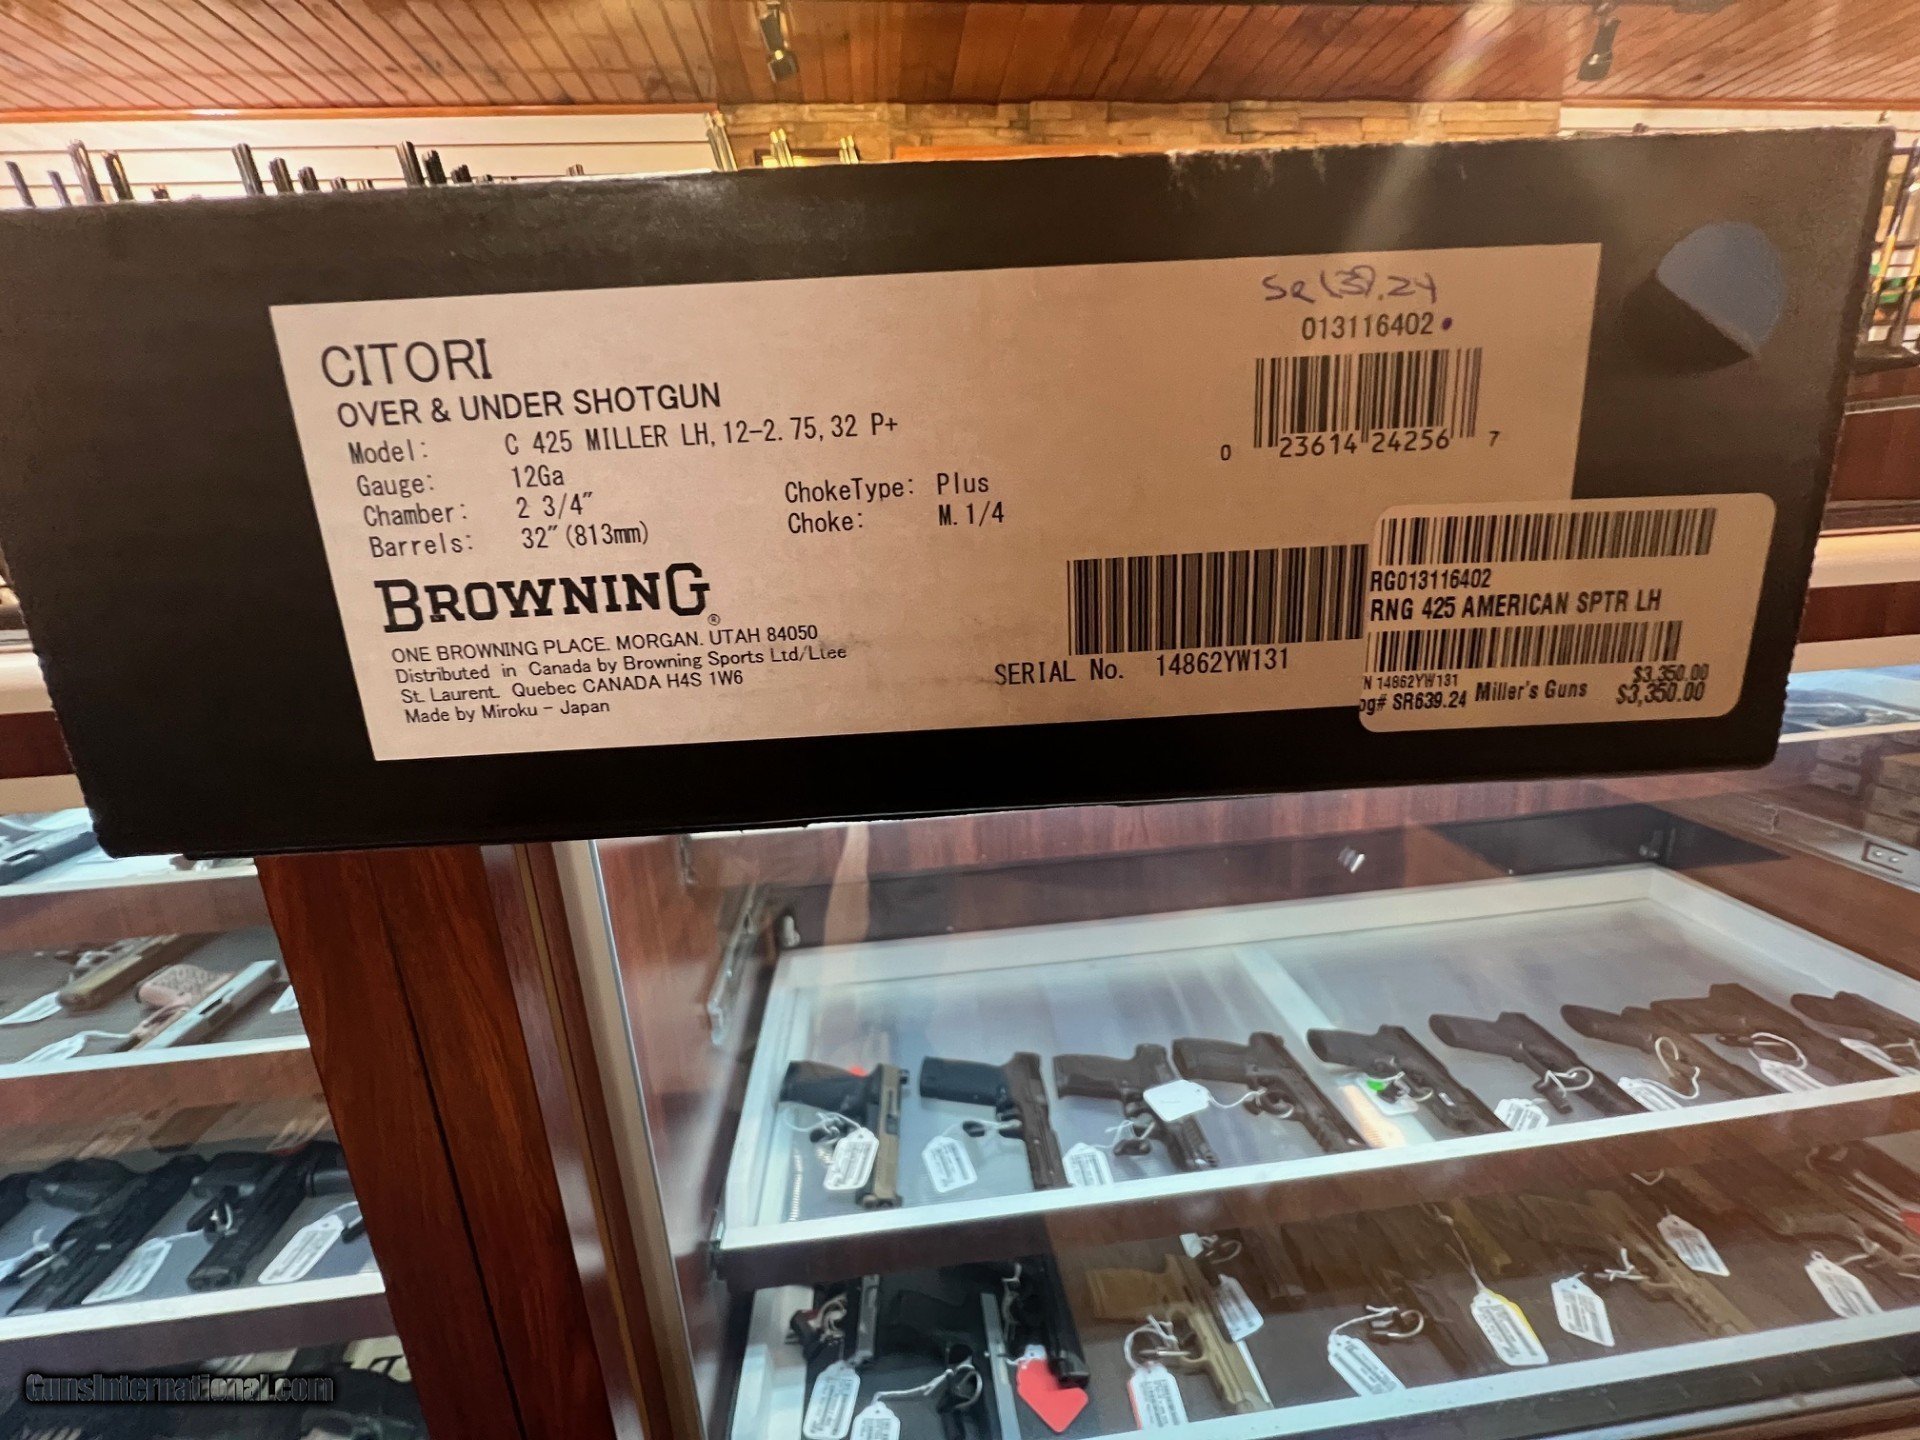 CITORI
OVER & UNDER SHOTGUN
Model: C 425 MILLER LH, 12-2.75, 32 P+
Gauge: 12Ga
Chamber: 2 3/4"
Barrels: 32"(813mm)
ChokeType: Plus
Choke: M.1/4
BROWNING®
ONE BROWNING PLACE. MORGAN. UTAH 84050
Distributed in Canada by Browning Sports Ltd/Ltee
St. Laurent. Quebec CANADA H4S 1W6
Made by Miroku - Japan
013116402
0 23614 24256 7
SERIAL No. 14862YW131
RG013116402
RNG 425 AMERICAN SPTR LH
N 14862YW131
$3,350.00
og# SR639.24 Miller's Guns $3,350.00
GunsInternational.com